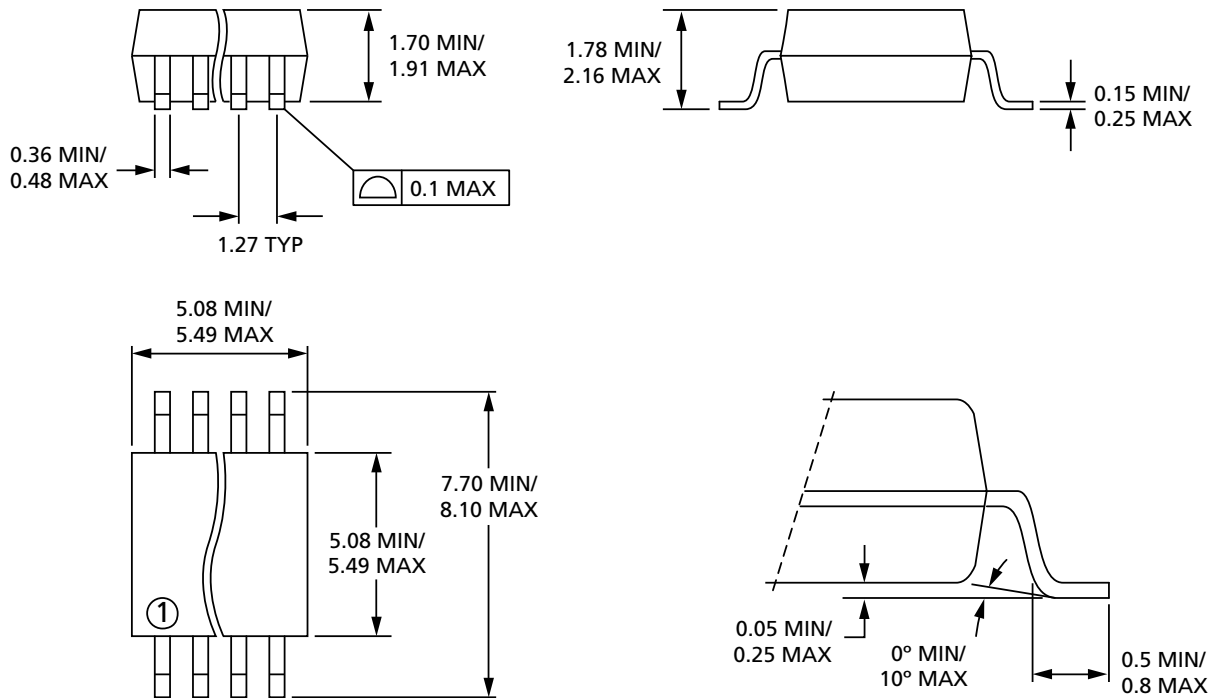 1.70 MIN/
1.91 MAX
1.78 MIN/
2.16 MAX
0.15 MIN/
0.25 MAX
0.36 MIN/
0.48 MAX
0.1 MAX
1.27 TYP
5.08 MIN/
5.49 MAX
7.70 MIN/
8.10 MAX
5.08 MIN/
5.49 MAX
1
0.05 MIN/
0.25 MAX
0º MIN/
10º MAX
0.5 MIN/
0.8 MAX